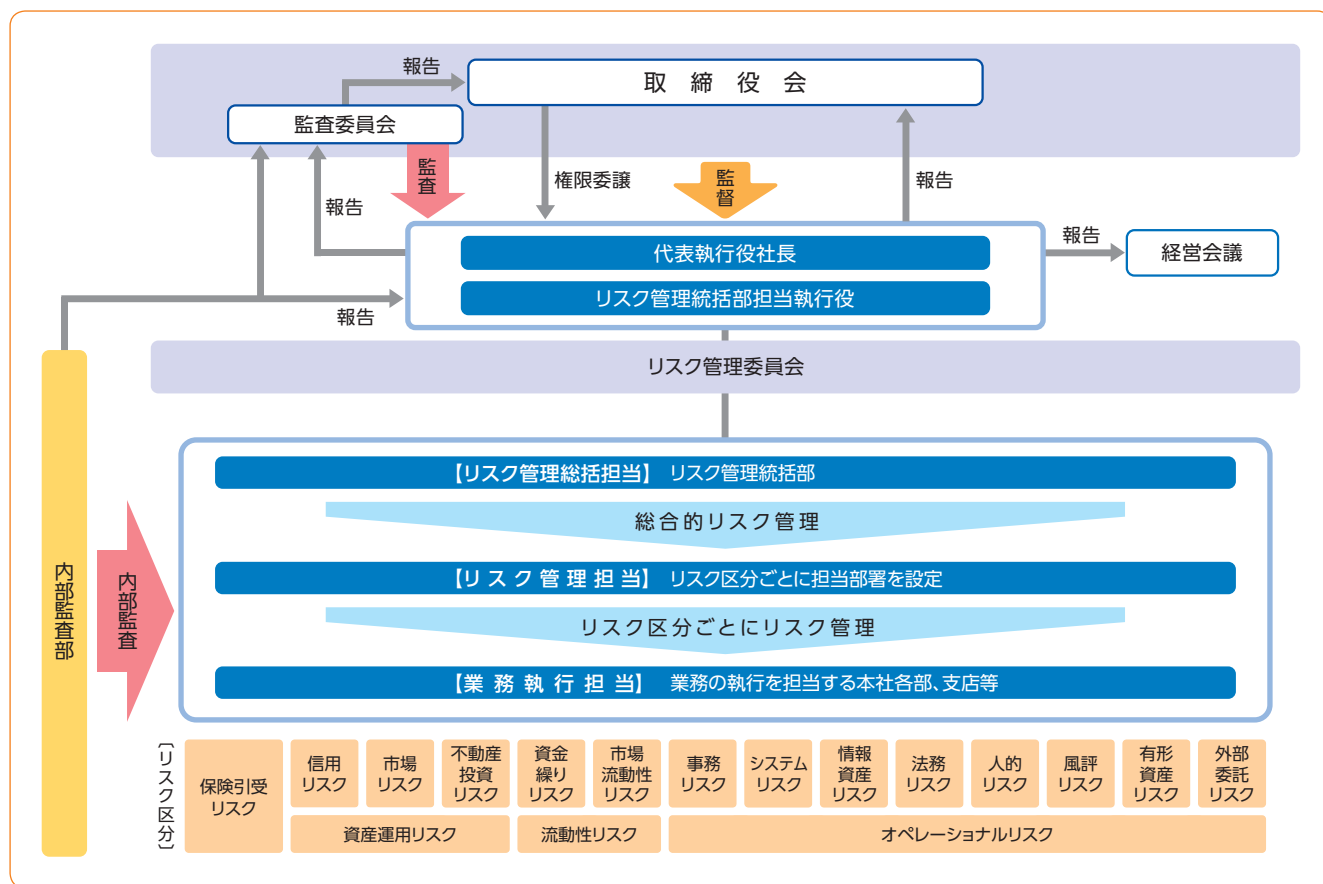 報告
取締役会
監査委員会
監査
権限委譲
監督
報告
報告
代表執行役社長
報告
経営会議
リスク管理統括部担当執行役
報告
リスク管理委員会
【リスク管理総括担当】 リスク管理統括部
総合的リスク管理
【リスク管理担当】 リスク区分ごとに担当部署を設定
リスク区分ごとにリスク管理
【業務執行担当】 業務の執行を担当する本社各部、支店等
内部監査部
内部監査
〔リスク区分〕
保険引受
リスク
信用
リスク
市場
リスク
不動産
投資
リスク
資産運用リスク
資金
繰り
リスク
市場
流動性
リスク
流動性リスク
事務
リスク
システム
リスク
情報
資産
リスク
法務
リスク
人的
リスク
風評
リスク
有形
資産
リスク
外部
委託
リスク
オペレーショナルリスク